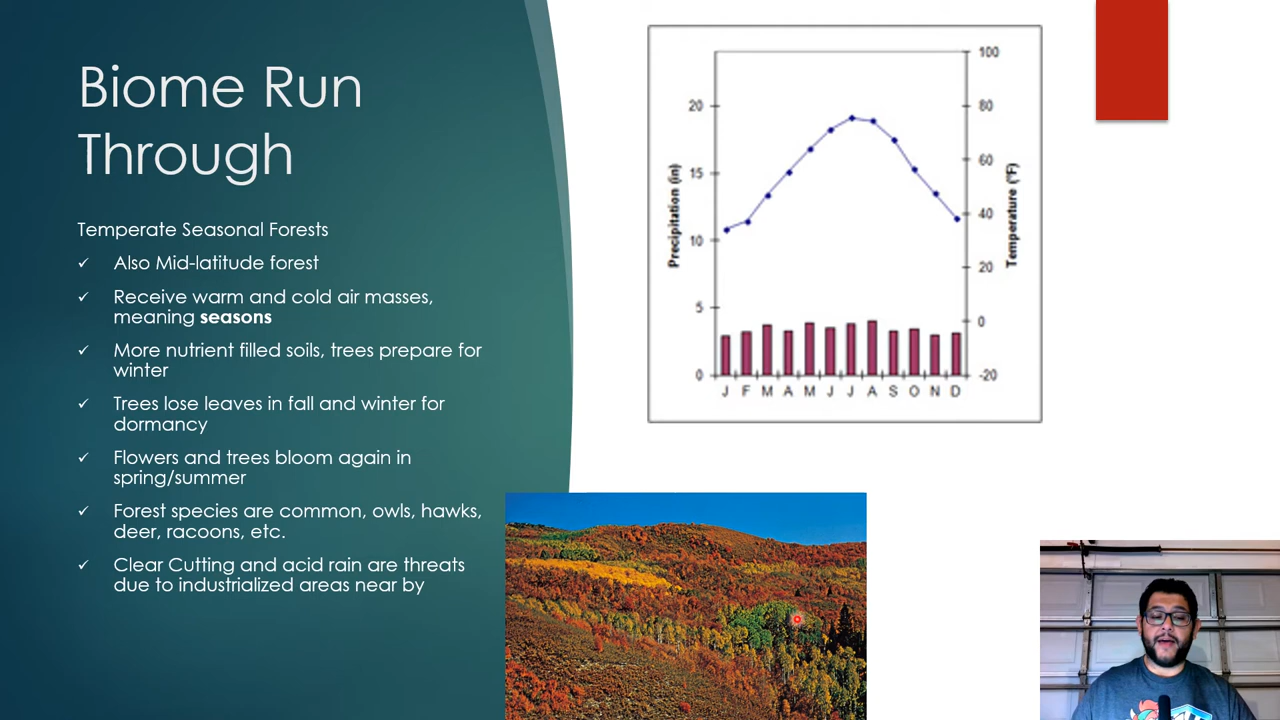 Biome Run
Through
Temperate Seasonal Forests
✓ Also Mid-latitude forest
✓ Receive warm and cold air masses,
meaning seasons
✓ More nutrient filled soils, trees prepare for
winter
✓ Trees lose leaves in fall and winter for
dormancy
✓ Flowers and trees bloom again in
spring/summer
✓ Forest species are common, owls, hawks,
deer, racoons, etc.
✓ Clear Cutting and acid rain are threats
due to industrialized areas near by
Precipitation (in)
20
15
10
5
0
100
80
60
40
20
0
-20
Temperature (°F)
J F M A M J J A S O N D